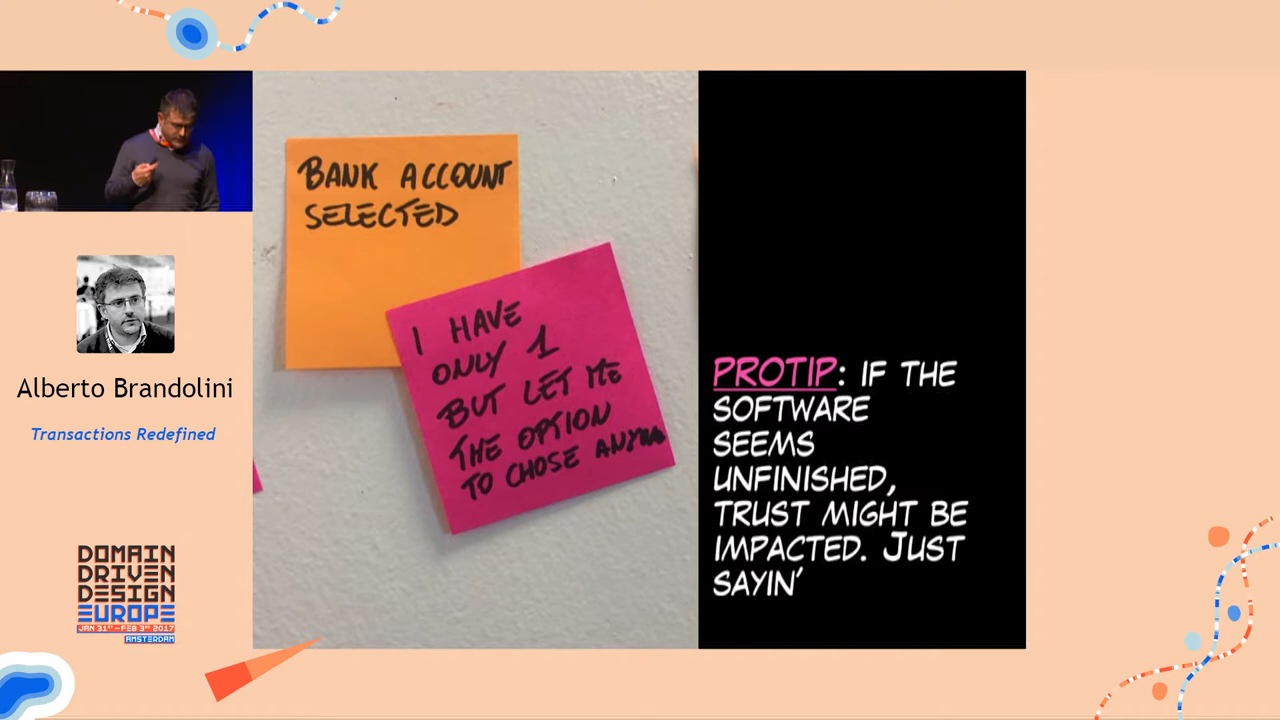 BANK ACCOUNT
SELECTED
I HAVE
ONLY 1
BUT LET ME
THE OPTION
TO CHOSE
PROTIP: IF THE
SOFTWARE
SEEMS
UNFINISHED,
TRUST MIGHT BE
IMPACTED. JUST
SAYIN'
Alberto Brandolini
Transactions Redefined
DOMAIN
DRIVEN
DESIGN
EUROPE
JAN 31ST-FEB 3RD 2017
AMSTERDAM